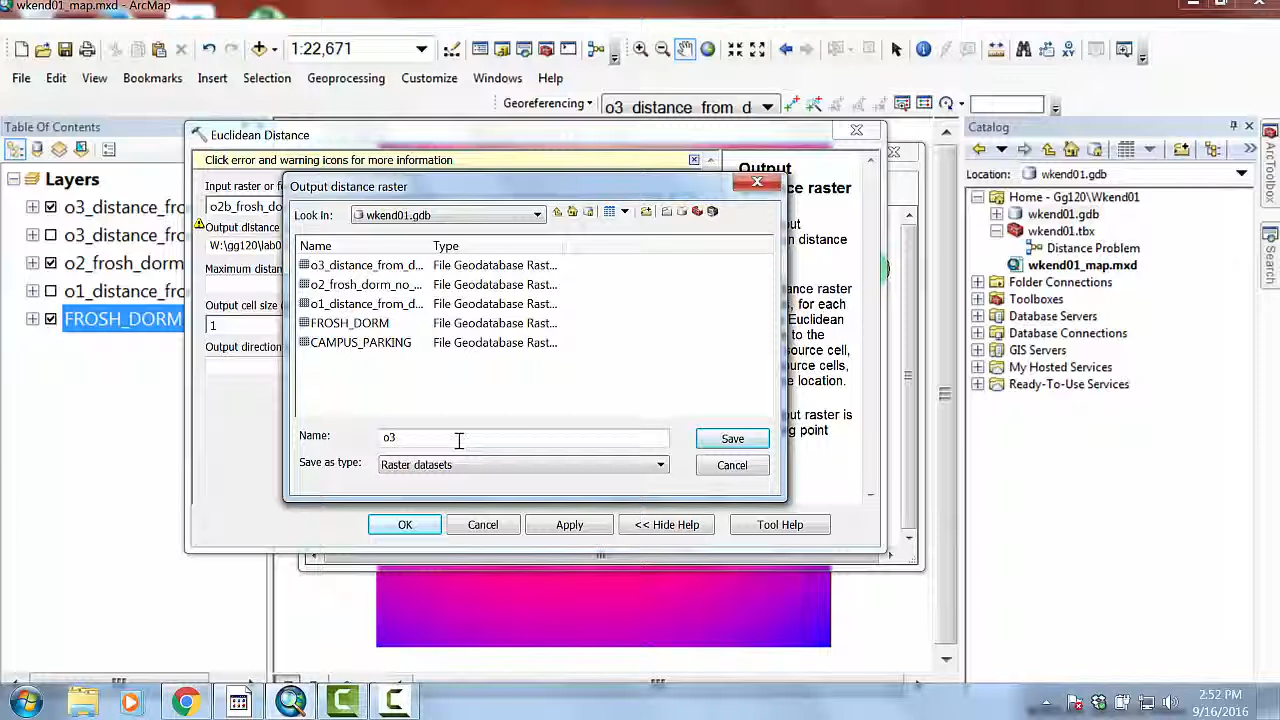 wkend01_map.mxd - ArcMap
1:22,671
File Edit View Bookmarks Insert Selection Geoprocessing Customize Windows Help
Georeferencing
o3_distance_from_d
Table Of Contents
Layers
o3_distance_fro
o3_distance_fro
o2_frosh_dorm
o1_distance_fro
FROSH_DORM
Euclidean Distance
Click error and warning icons for more information
Input raster or f
o2b_frosh_do
Output distance
W:\gg120\lab0
Maximum distan
Output cell size (
1
Output direction
Output
ce raster
Output distance raster
Look in: wkend01.gdb
Name Type
o3_distance_from_d... File Geodatabase Rast...
o2_frosh_dorm_no_... File Geodatabase Rast...
o1_distance_from_d... File Geodatabase Rast...
FROSH_DORM File Geodatabase Rast...
CAMPUS_PARKING File Geodatabase Rast...
Name: o3
Save
Save as type: Raster datasets
Cancel
output
an distance
ance raster
s, for each
Euclidean
to the
source cell,
urce cells,
e location.
out raster is
g point
OK Cancel Apply << Hide Help Tool Help
Catalog
Location: wkend01.gdb
Home - Gg120\Wkend01
wkend01.gdb
wkend01.tbx
Distance Problem
wkend01_map.mxd
Folder Connections
Toolboxes
Database Servers
Database Connections
GIS Servers
My Hosted Services
Ready-To-Use Services
ArcToolbox
Search
2:52 PM
9/16/2016